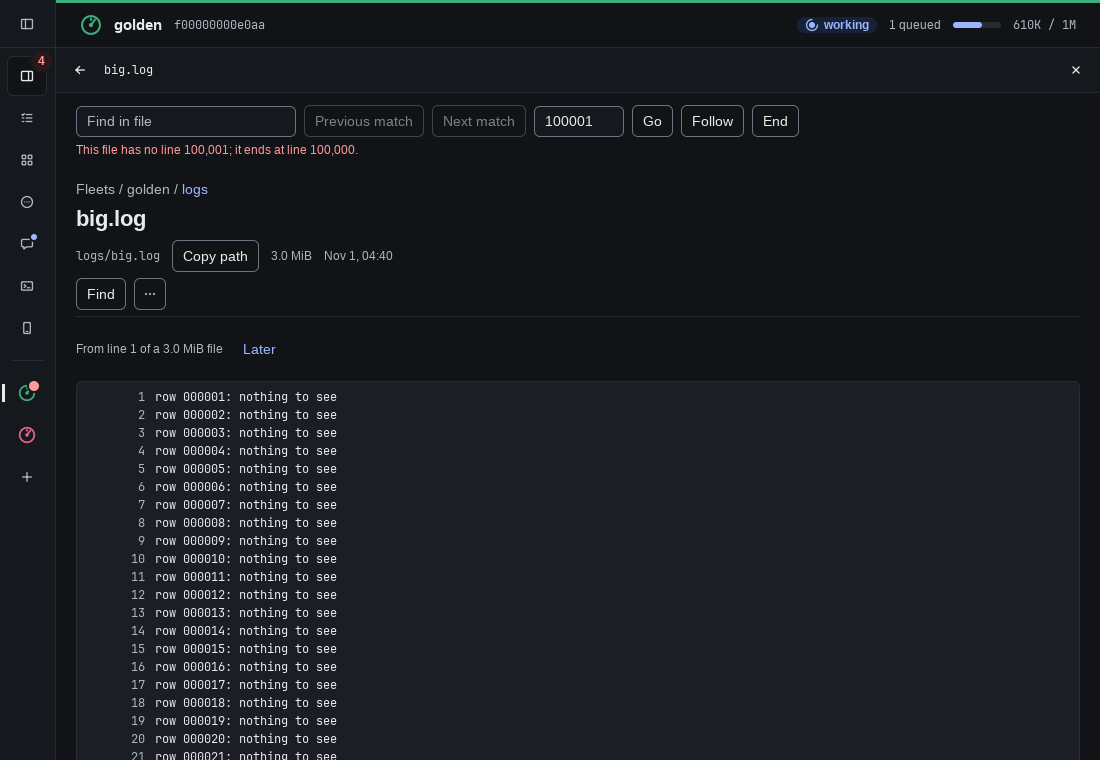 golden f00000000e0aa working 1 queued 610K / 1M
4
big.log
Find in file Previous match Next match 100001 Go Follow End
This file has no line 100,001; it ends at line 100,000.
Fleets / golden / logs
big.log
logs/big.log Copy path 3.0 MiB Nov 1, 04:40
Find ...
From line 1 of a 3.0 MiB file Later
1 row 000001: nothing to see
2 row 000002: nothing to see
3 row 000003: nothing to see
4 row 000004: nothing to see
5 row 000005: nothing to see
6 row 000006: nothing to see
7 row 000007: nothing to see
8 row 000008: nothing to see
9 row 000009: nothing to see
10 row 000010: nothing to see
11 row 000011: nothing to see
12 row 000012: nothing to see
13 row 000013: nothing to see
14 row 000014: nothing to see
15 row 000015: nothing to see
16 row 000016: nothing to see
17 row 000017: nothing to see
18 row 000018: nothing to see
19 row 000019: nothing to see
20 row 000020: nothing to see
21 row 000021: nothing to see